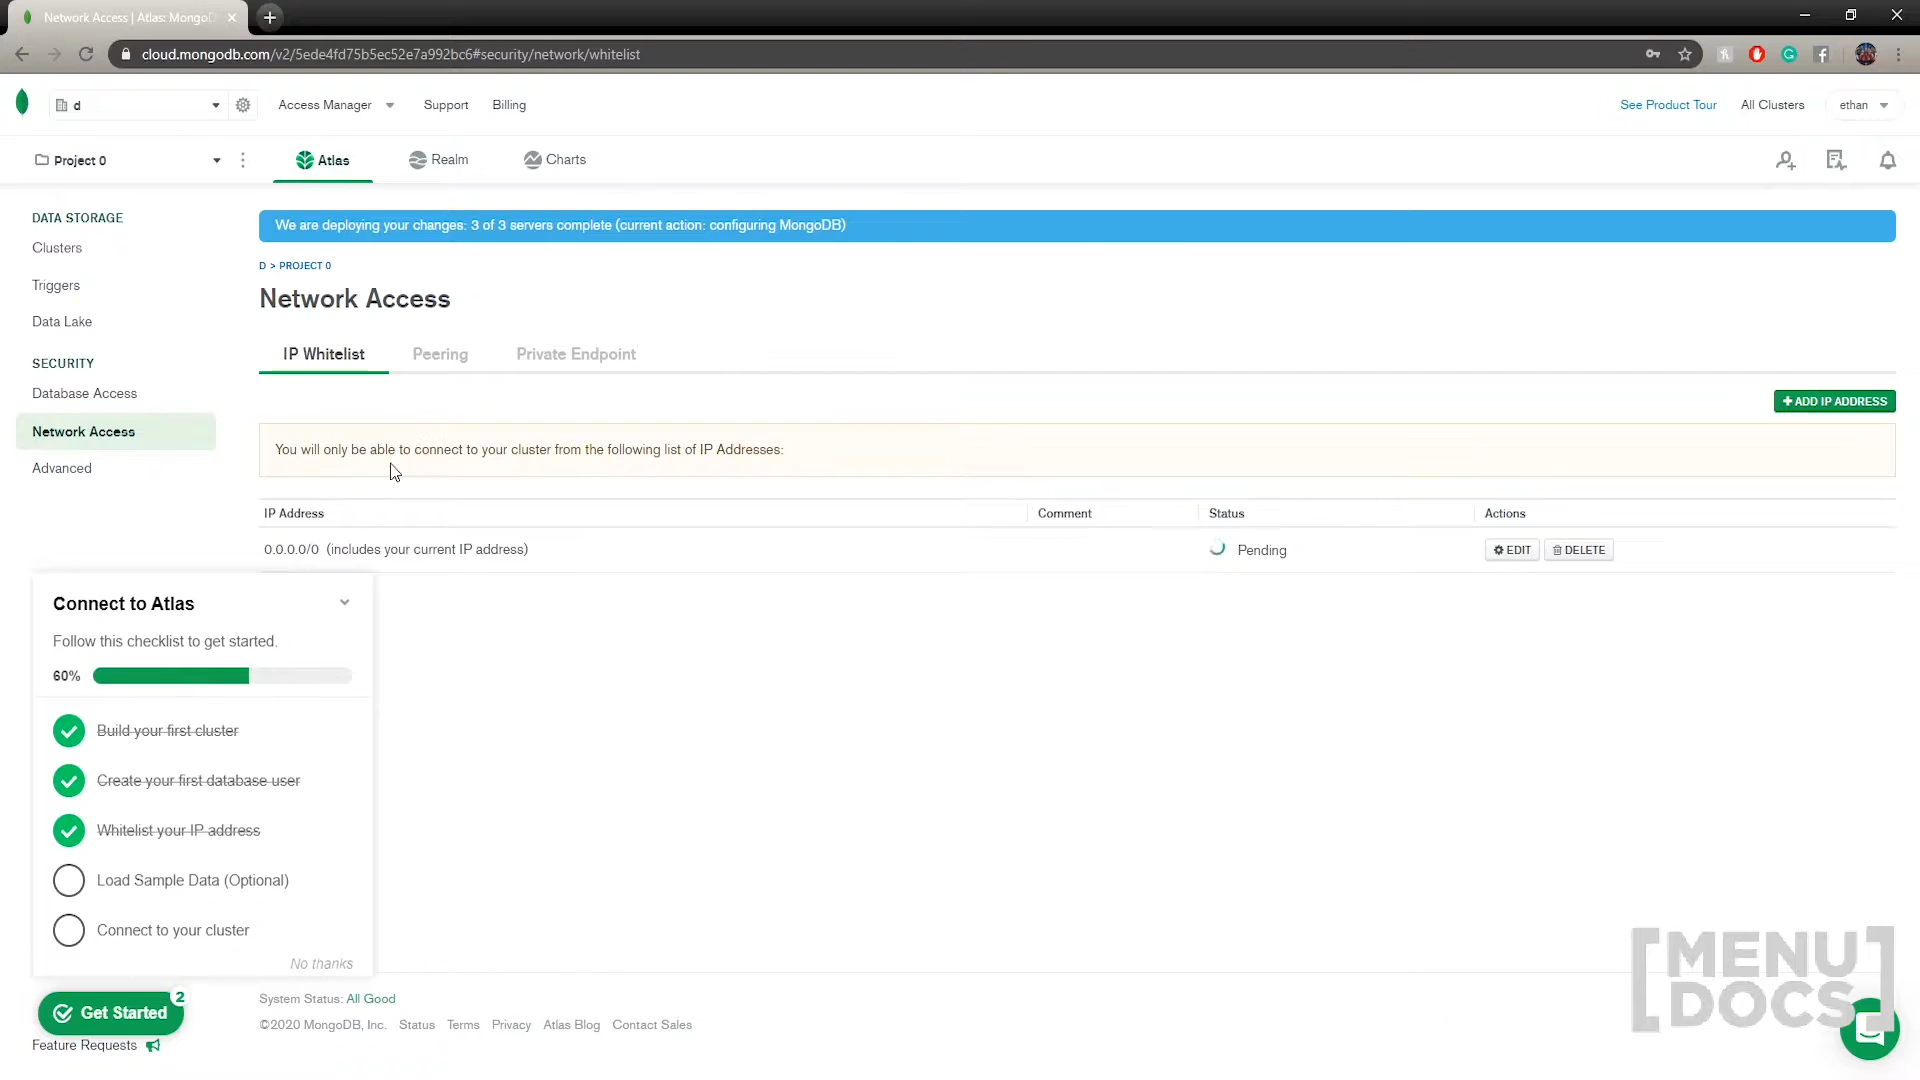 Network Access | Atlas: MongoD
cloud.mongodb.com/v2/5ede4fd75b5ec52e7a992bc6#security/network/whitelist
d
Access Manager
Support
Billing
See Product Tour
All Clusters
ethan
Project 0
Atlas
Realm
Charts
DATA STORAGE
Clusters
Triggers
Data Lake
SECURITY
Database Access
Network Access
Advanced
We are deploying your changes: 3 of 3 servers complete (current action: configuring MongoDB)
D > PROJECT 0
Network Access
IP Whitelist
Peering
Private Endpoint
+ ADD IP ADDRESS
You will only be able to connect to your cluster from the following list of IP Addresses:
IP Address
Comment
Status
Actions
0.0.0.0/0 (includes your current IP address)
Pending
EDIT
DELETE
Connect to Atlas
Follow this checklist to get started.
60%
Build your first cluster
Create your first database user
Whitelist your IP address
Load Sample Data (Optional)
Connect to your cluster
No thanks
Get Started
2
Feature Requests
System Status: All Good
©2020 MongoDB, Inc.
Status
Terms
Privacy
Atlas Blog
Contact Sales
[MENU
DOCS]